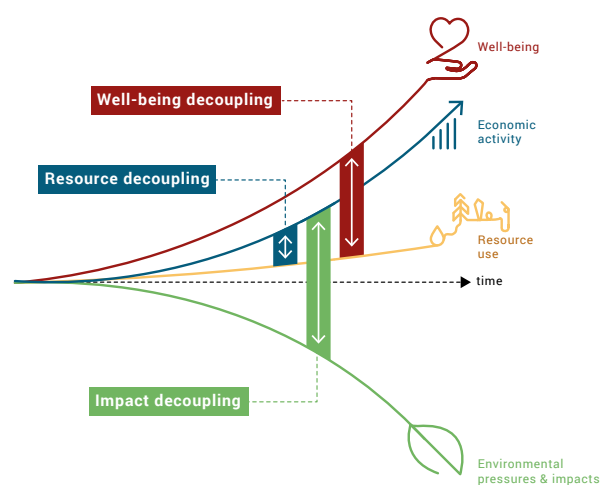 Well-being
Well-being decoupling
Economic
activity
Resource decoupling
Resource
use
time
Impact decoupling
Environmental
pressures & impacts